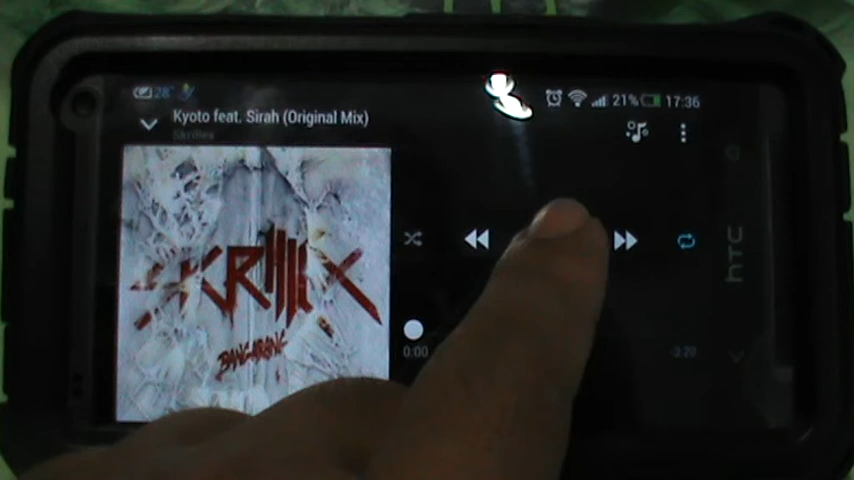 28°
21%
17:36
Kyoto feat. Sirah (Original Mix)
Skrillex
SKRILLEX
BANGARANG
0:00
-3:20
hTC